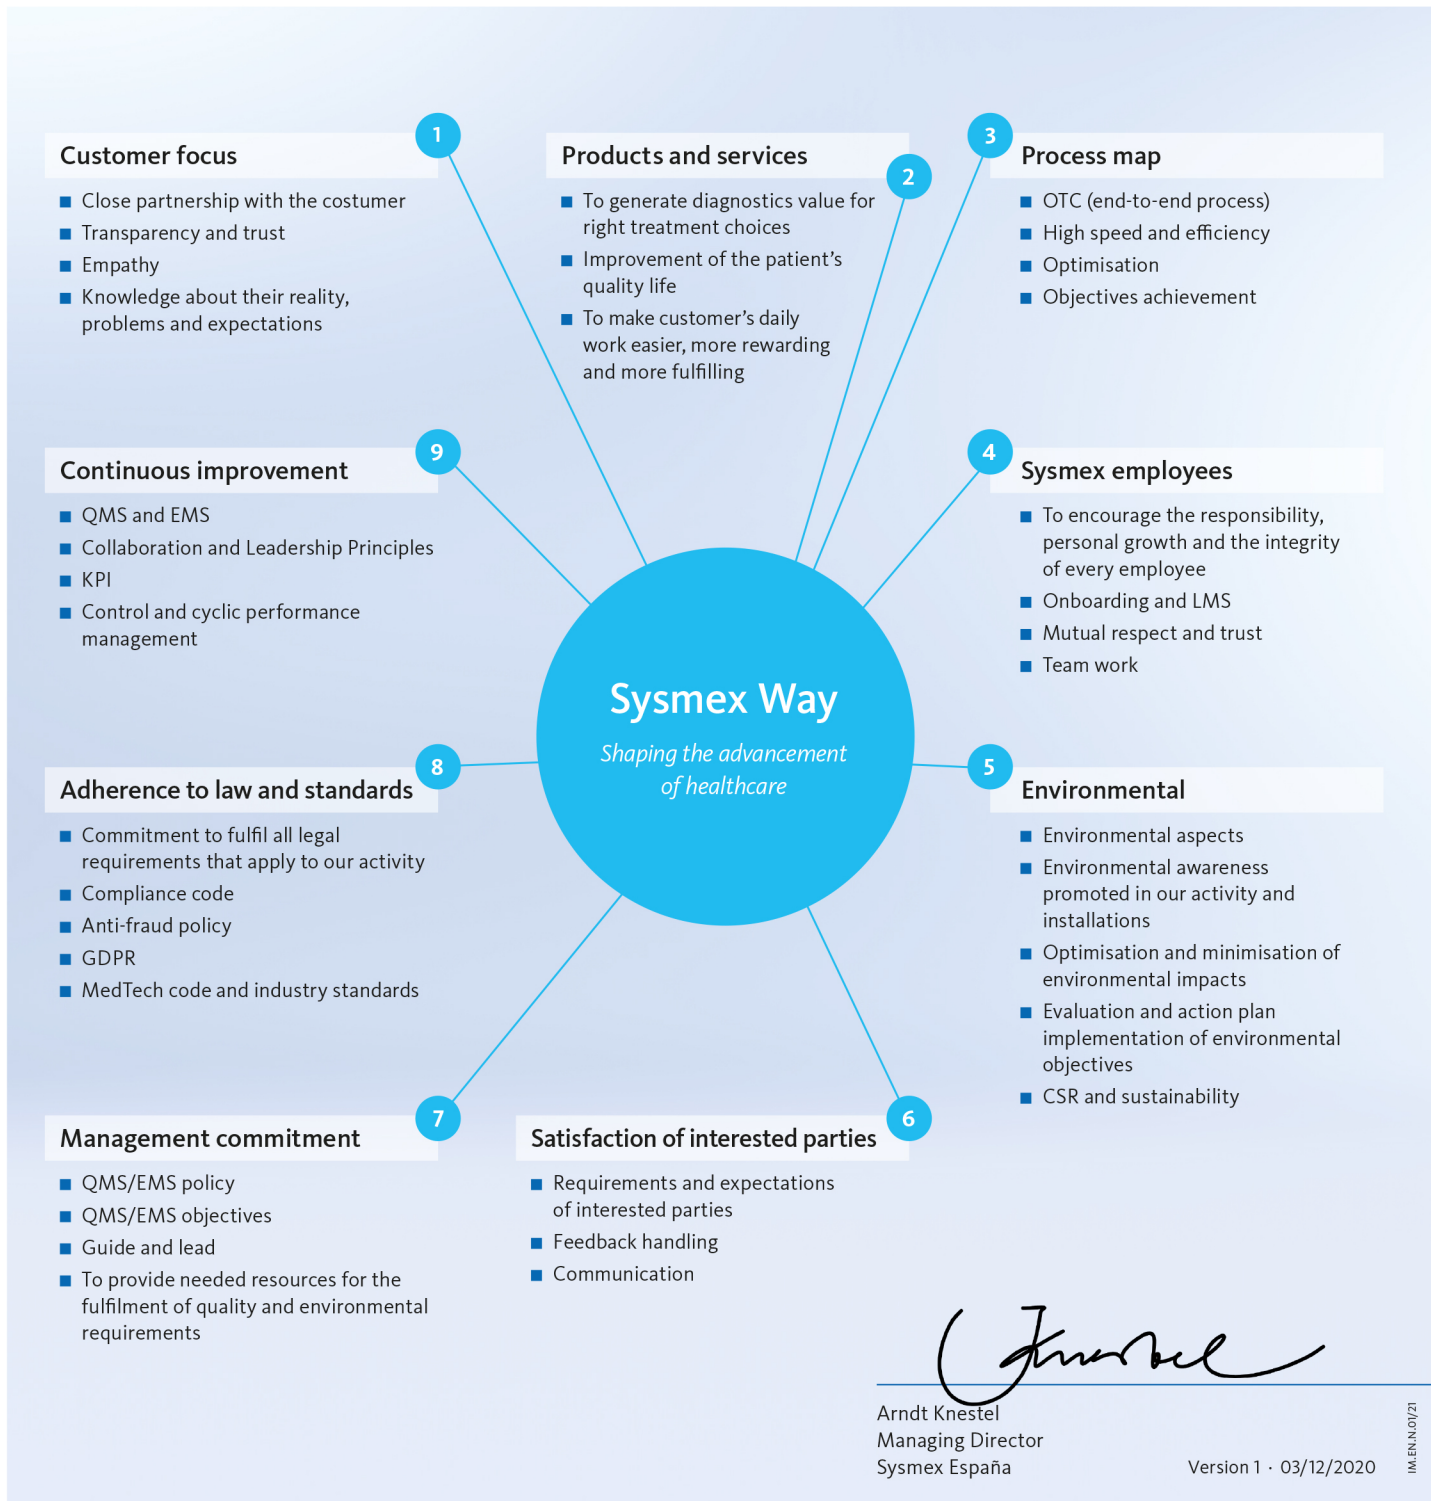 1
Customer focus
Close partnership with the costumer
Transparency and trust
Empathy
Knowledge about their reality,
problems and expectations
2
Products and services
To generate diagnostics value for
right treatment choices
Improvement of the patient’s
quality life
To make customer’s daily
work easier, more rewarding
and more fulfilling
3
Process map
OTC (end-to-end process)
High speed and efficiency
Optimisation
Objectives achievement
9
Continuous improvement
QMS and EMS
Collaboration and Leadership Principles
KPI
Control and cyclic performance
management
4
Sysmex employees
To encourage the responsibility,
personal growth and the integrity
of every employee
Onboarding and LMS
Mutual respect and trust
Team work
Sysmex Way
Shaping the advancement
of healthcare
8
Adherence to law and standards
Commitment to fulfil all legal
requirements that apply to our activity
Compliance code
Anti-fraud policy
GDPR
MedTech code and industry standards
5
Environmental
Environmental aspects
Environmental awareness
promoted in our activity and
installations
Optimisation and minimisation of
environmental impacts
Evaluation and action plan
implementation of environmental
objectives
CSR and sustainability
7
Management commitment
QMS/EMS policy
QMS/EMS objectives
Guide and lead
To provide needed resources for the
fulfilment of quality and environmental
requirements
6
Satisfaction of interested parties
Requirements and expectations
of interested parties
Feedback handling
Communication
Arndt Knestel
Managing Director
Sysmex España
Version 1 · 03/12/2020
IM.EN.N.01/21